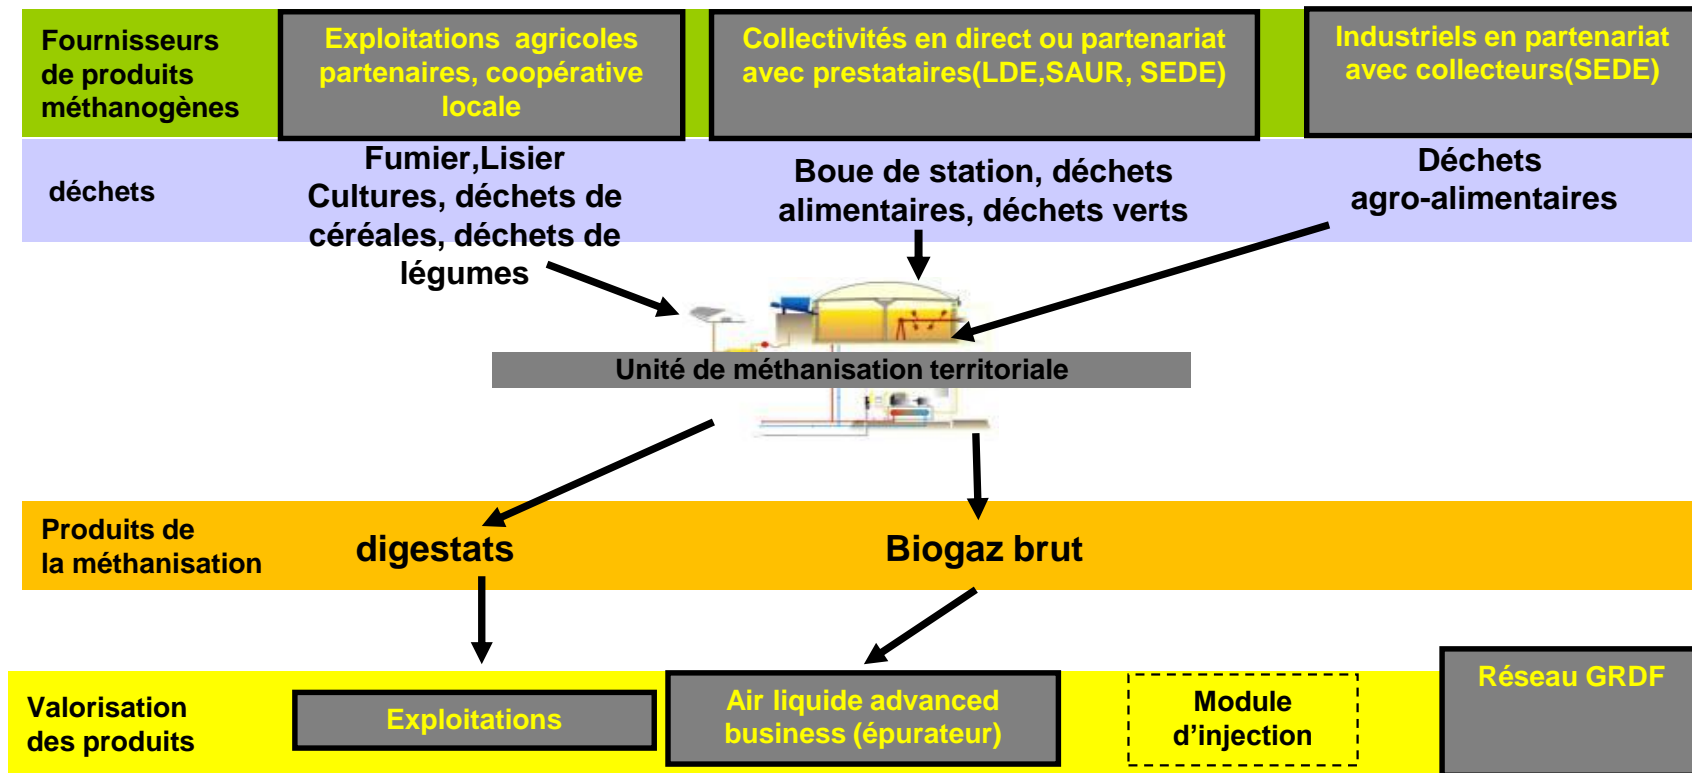 Fournisseurs
de produits
méthanogènes
Exploitations agricoles
partenaires, coopérative
locale
Collectivités en direct ou partenariat
avec prestataires(LDE,SAUR, SEDE)
Industriels en partenariat
avec collecteurs(SEDE)
déchets
Fumier,Lisier
Cultures, déchets de
céréales, déchets de
légumes
Boue de station, déchets
alimentaires, déchets verts
Déchets
agro-alimentaires
Unité de méthanisation territoriale
Produits de
la méthanisation
digestats
Biogaz brut
Valorisation
des produits
Exploitations
Air liquide advanced
business (épurateur)
Module
d’injection
Réseau GRDF